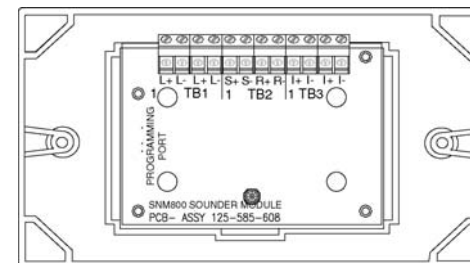 L+ L- L+ L- S+ S- R+ R- I+ I- I+ I-
1 TB1 1 TB2 1 TB3
PROGRAMMING
PORT
SNM800 SOUNDER MODULE
PCB- ASSY 125-585-608